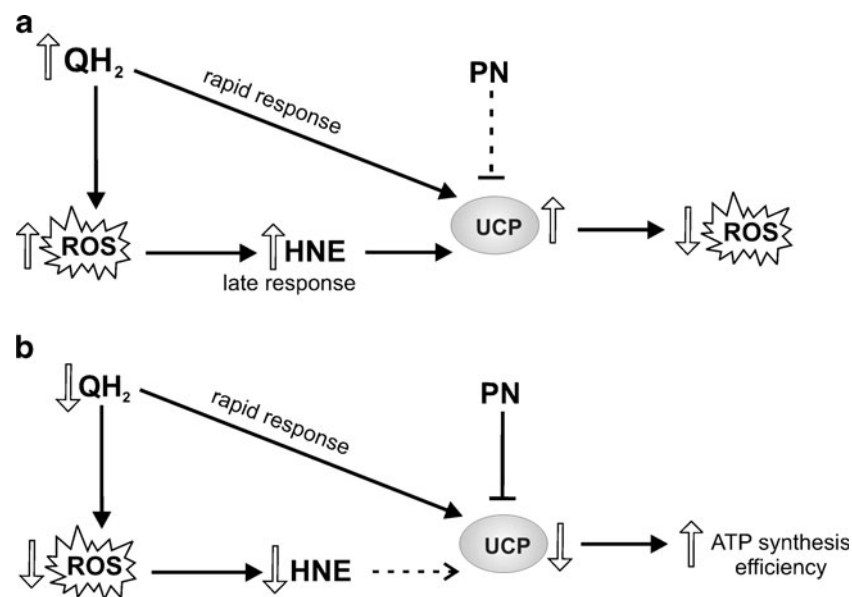 a
QH₂
rapid response
PN
UCP
ROS
HNE
late response
ROS
b
QH₂
rapid response
PN
UCP
ROS
HNE
ATP synthesis
efficiency